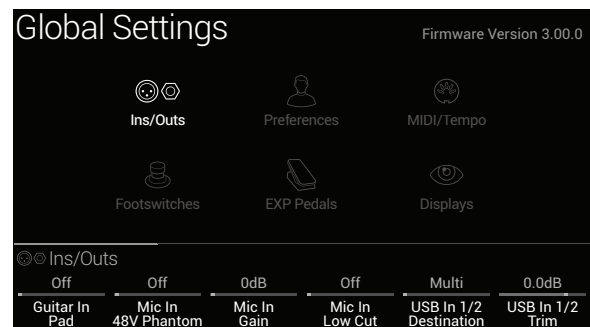 Global Settings
Firmware Version 3.00.0
Ins/Outs
Preferences
MIDI/Tempo
Footswitches
EXP Pedals
Displays
Ins/Outs
Off
Off
0dB
Off
Multi
0.0dB
Guitar In
Pad
Mic In
48V Phantom
Mic In
Gain
Mic In
Low Cut
USB In 1/2
Destination
USB In 1/2
Trim